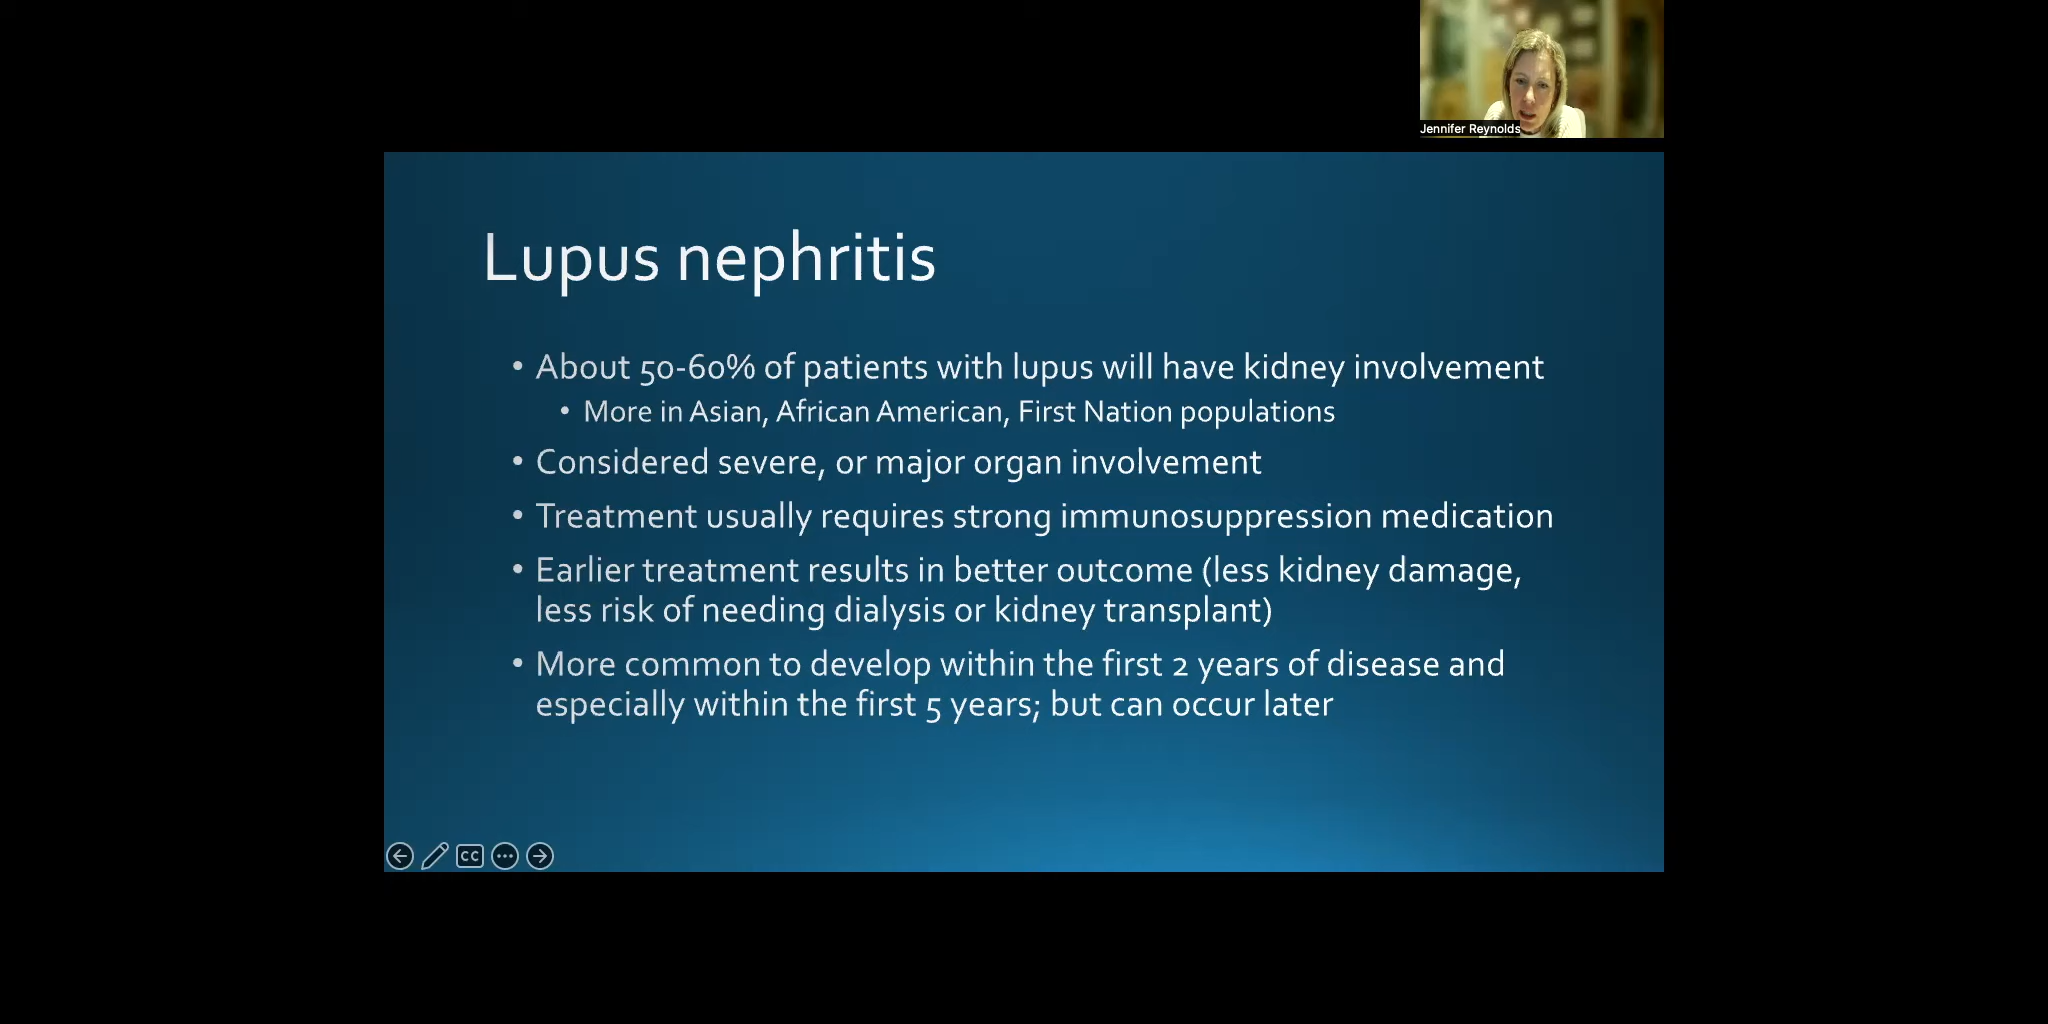 Jennifer Reynolds
Lupus nephritis
• About 50-60% of patients with lupus will have kidney involvement
• More in Asian, African American, First Nation populations
• Considered severe, or major organ involvement
• Treatment usually requires strong immunosuppression medication
• Earlier treatment results in better outcome (less kidney damage,
less risk of needing dialysis or kidney transplant)
• More common to develop within the first 2 years of disease and
especially within the first 5 years; but can occur later
CC